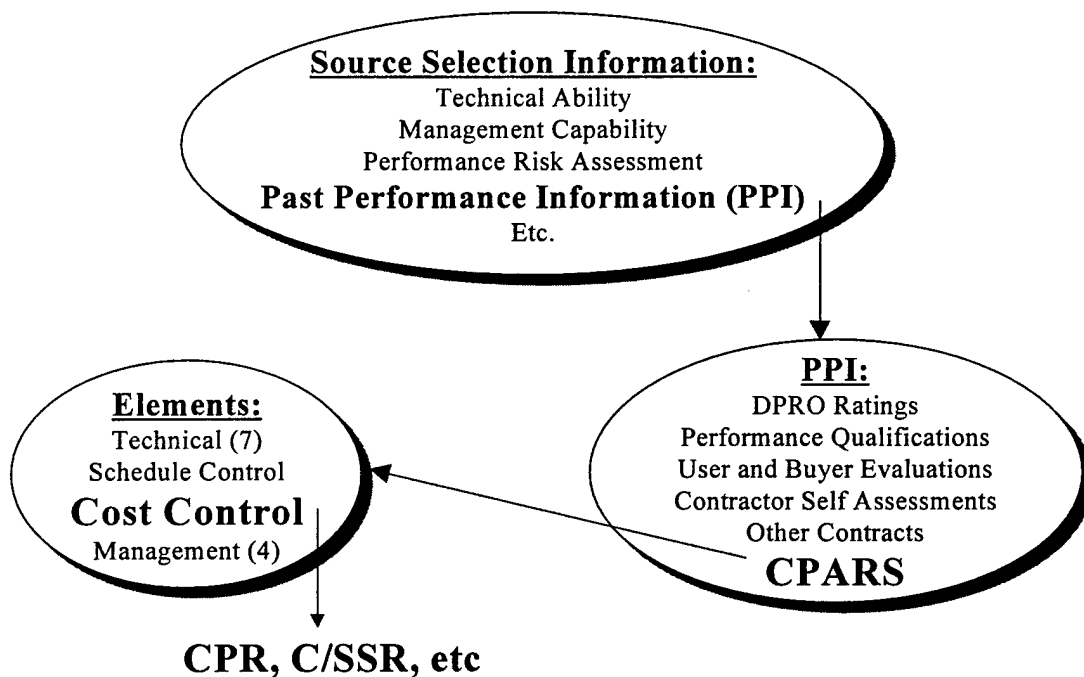 Source Selection Information:
Technical Ability
Management Capability
Performance Risk Assessment
Past Performance Information (PPI)
Etc.
PPI:
DPRO Ratings
Performance Qualifications
User and Buyer Evaluations
Contractor Self Assessments
Other Contracts
CPARS
Elements:
Technical (7)
Schedule Control
Cost Control
Management (4)
CPR, C/SSR, etc